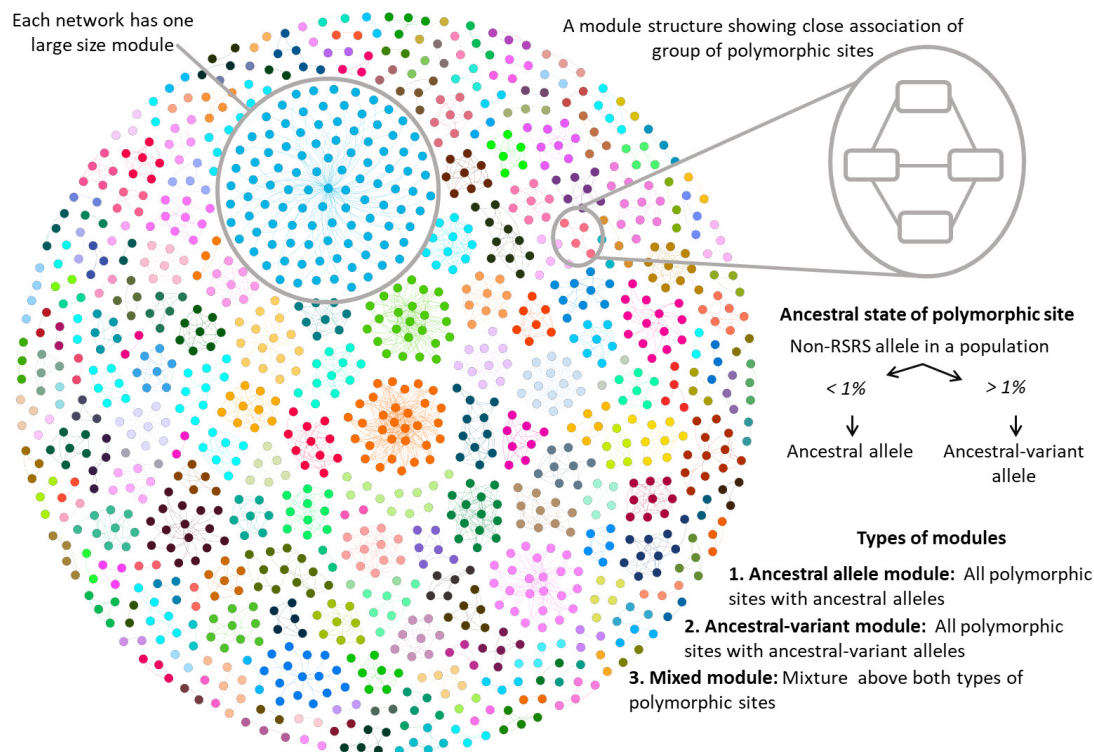 Each network has one
large size module
A module structure showing close association of
group of polymorphic sites
Ancestral state of polymorphic site
Non-RSRS allele in a population
< 1%
> 1%
Ancestral allele
Ancestral-variant
allele
Types of modules
1. Ancestral allele module: All polymorphic
sites with ancestral alleles
2. Ancestral-variant module: All polymorphic
sites with ancestral-variant alleles
3. Mixed module: Mixture above both types of
polymorphic sites